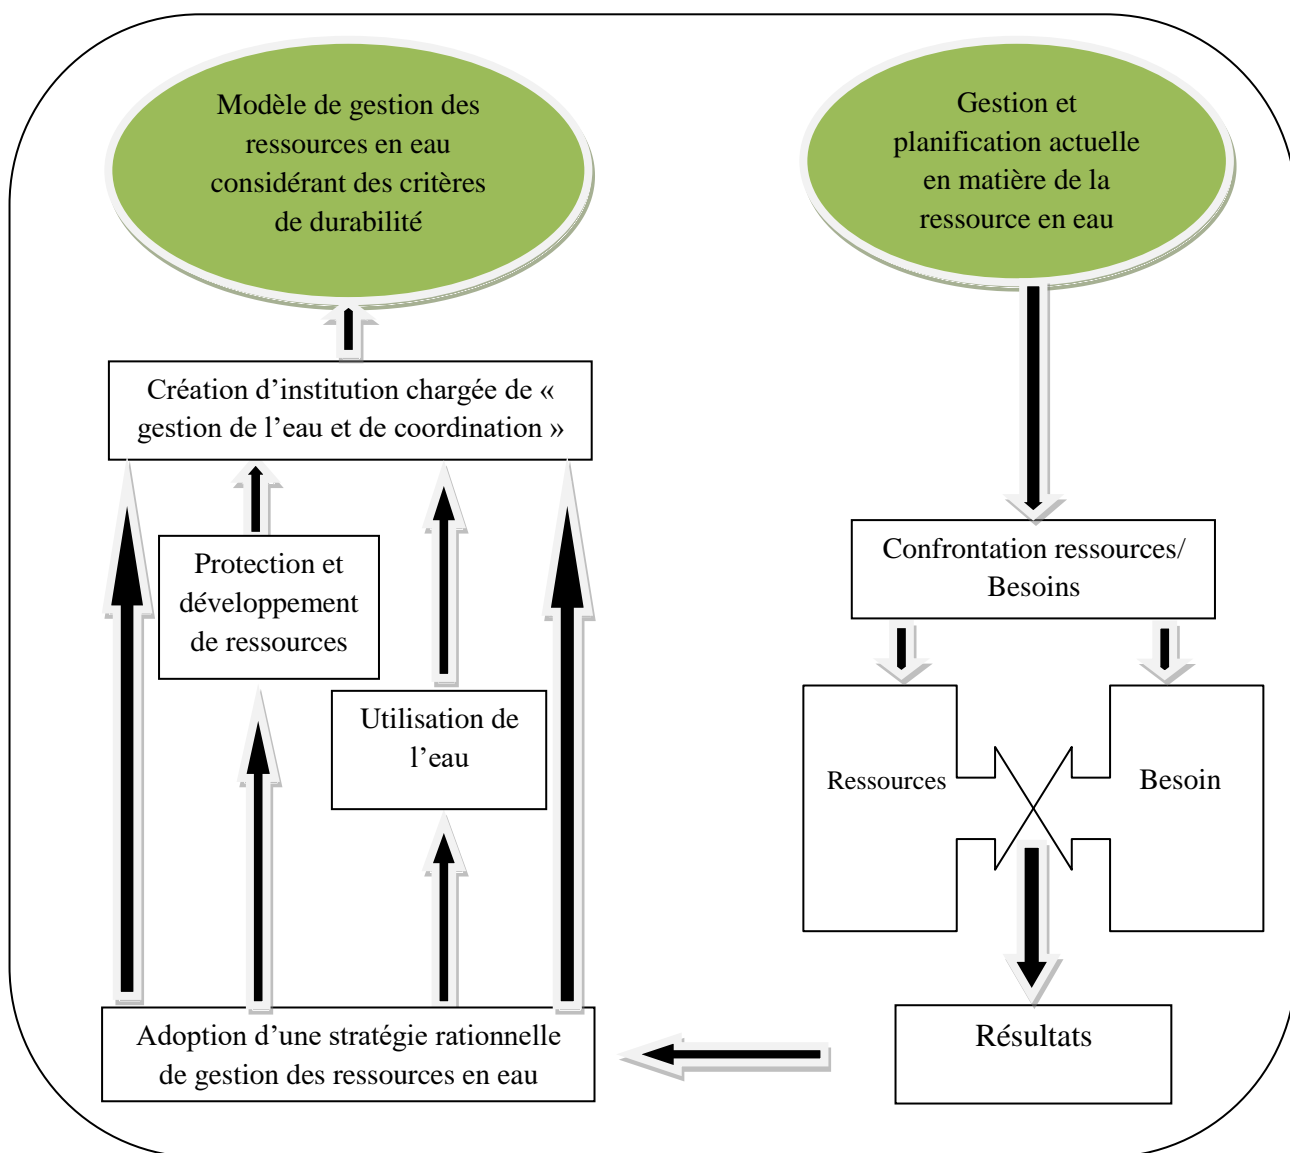 Modèle de gestion des
ressources en eau
considérant des critères
de durabilité
Gestion et
planification actuelle
en matière de la
ressource en eau
Création d’institution chargée de «
gestion de l’eau et de coordination »
Protection et
développement
de ressources
Utilisation de
l’eau
Confrontation ressources/
Besoins
Ressources
Besoin
Adoption d’une stratégie rationnelle
de gestion des ressources en eau
Résultats